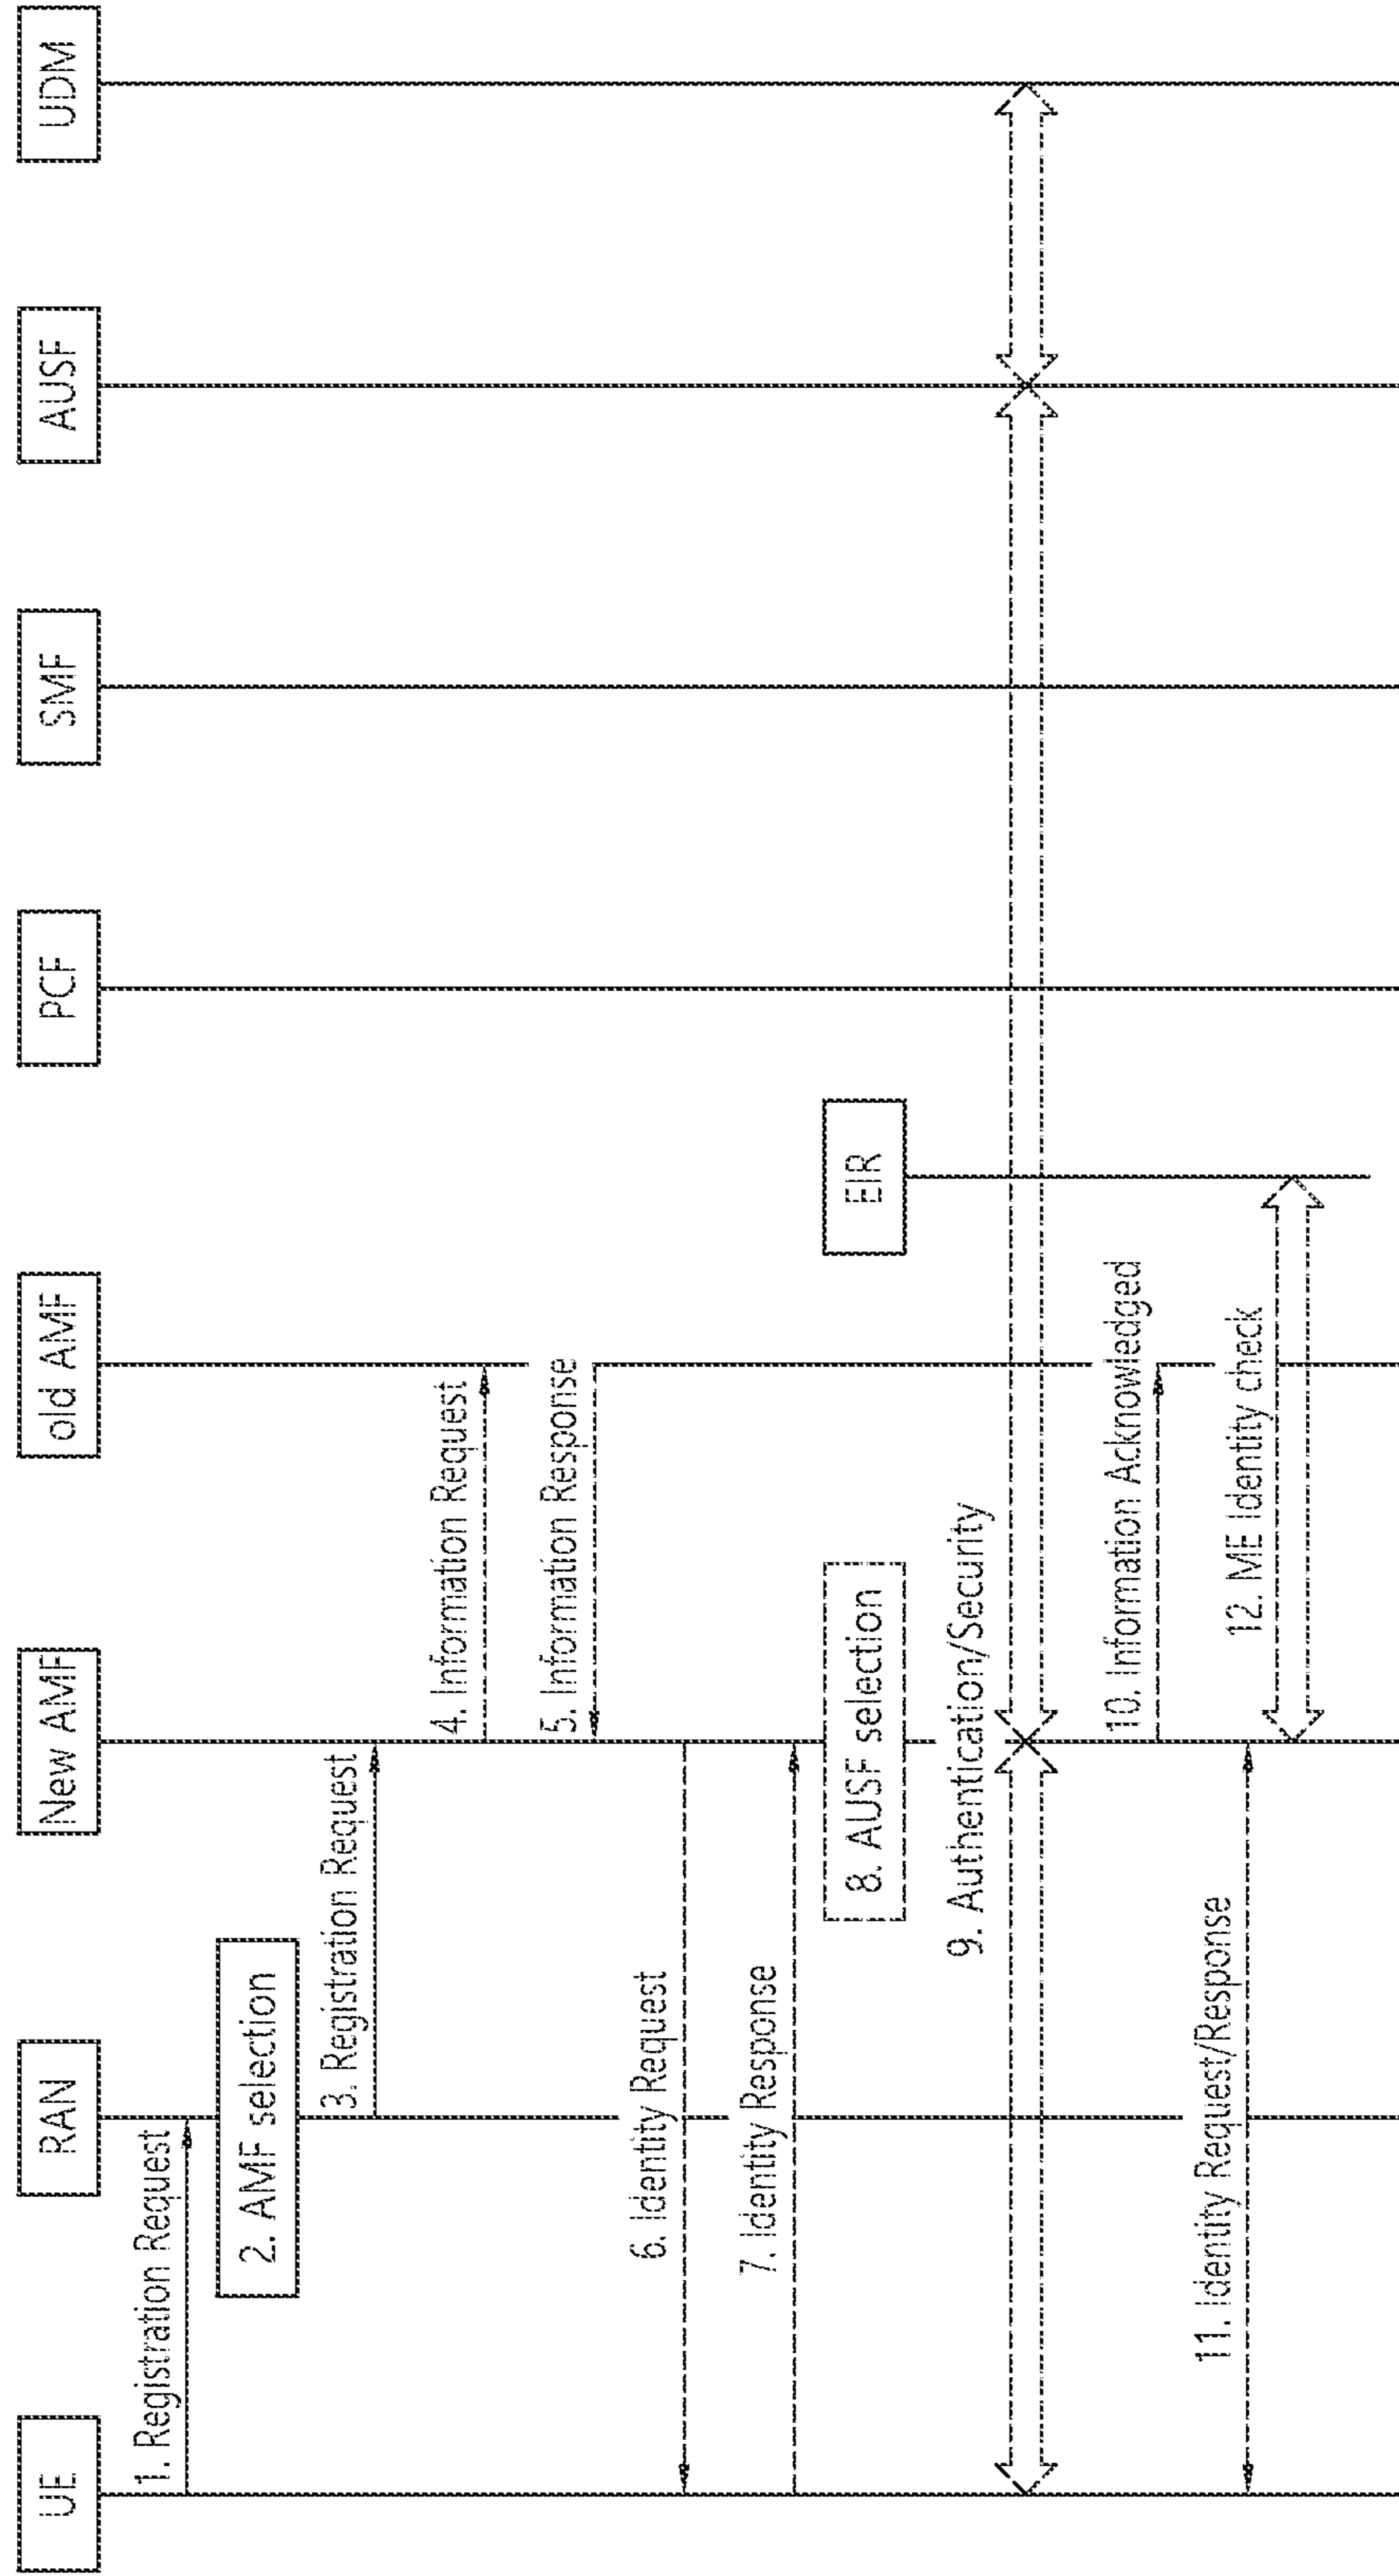 UE
RAN
New AMF
old AMF
PCF
SMF
AUSF
UDM
1. Registration Request
2. AMF selection
3. Registration Request
4. Information Request
5. Information Response
6. Identity Request
7. Identity Response
8. AUSF selection
EIR
9. Authentication/Security
10. Information Acknowledged
11. Identity Request/Response
12. ME Identity check